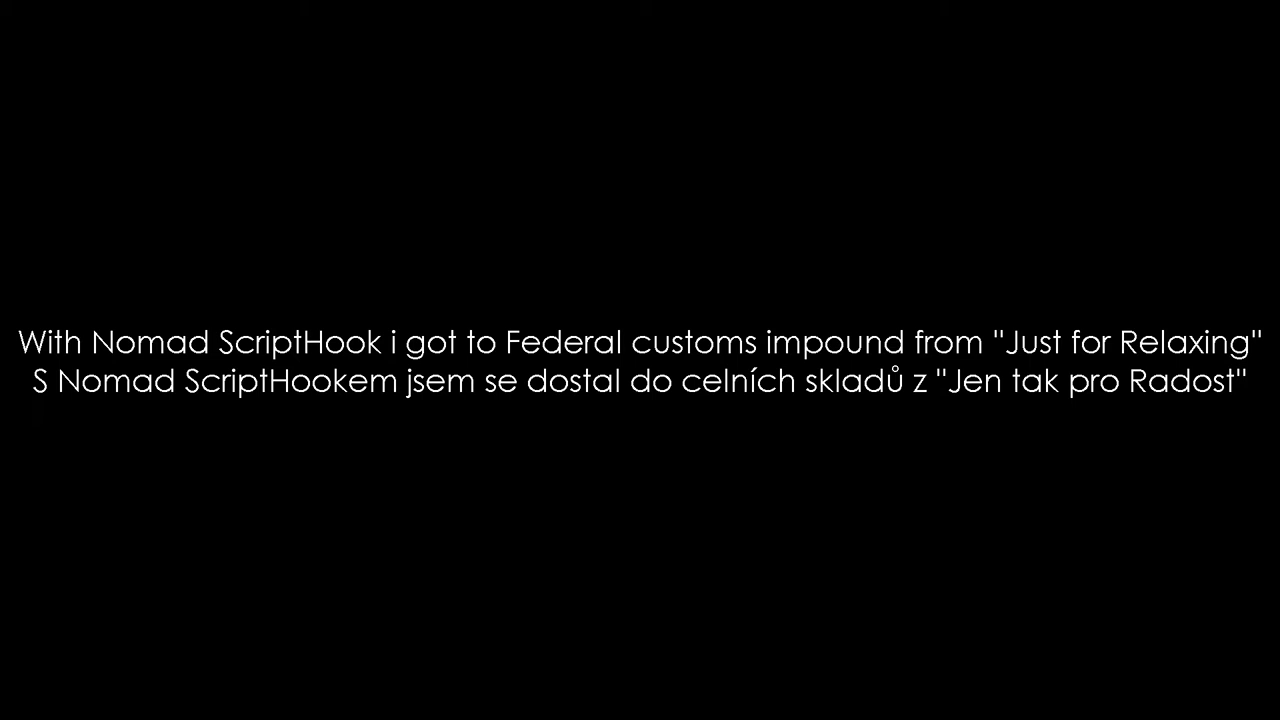 With Nomad ScriptHook i got to Federal customs impound from "Just for Relaxing"
S Nomad ScriptHookem jsem se dostal do celních skladů z "Jen tak pro Radost"